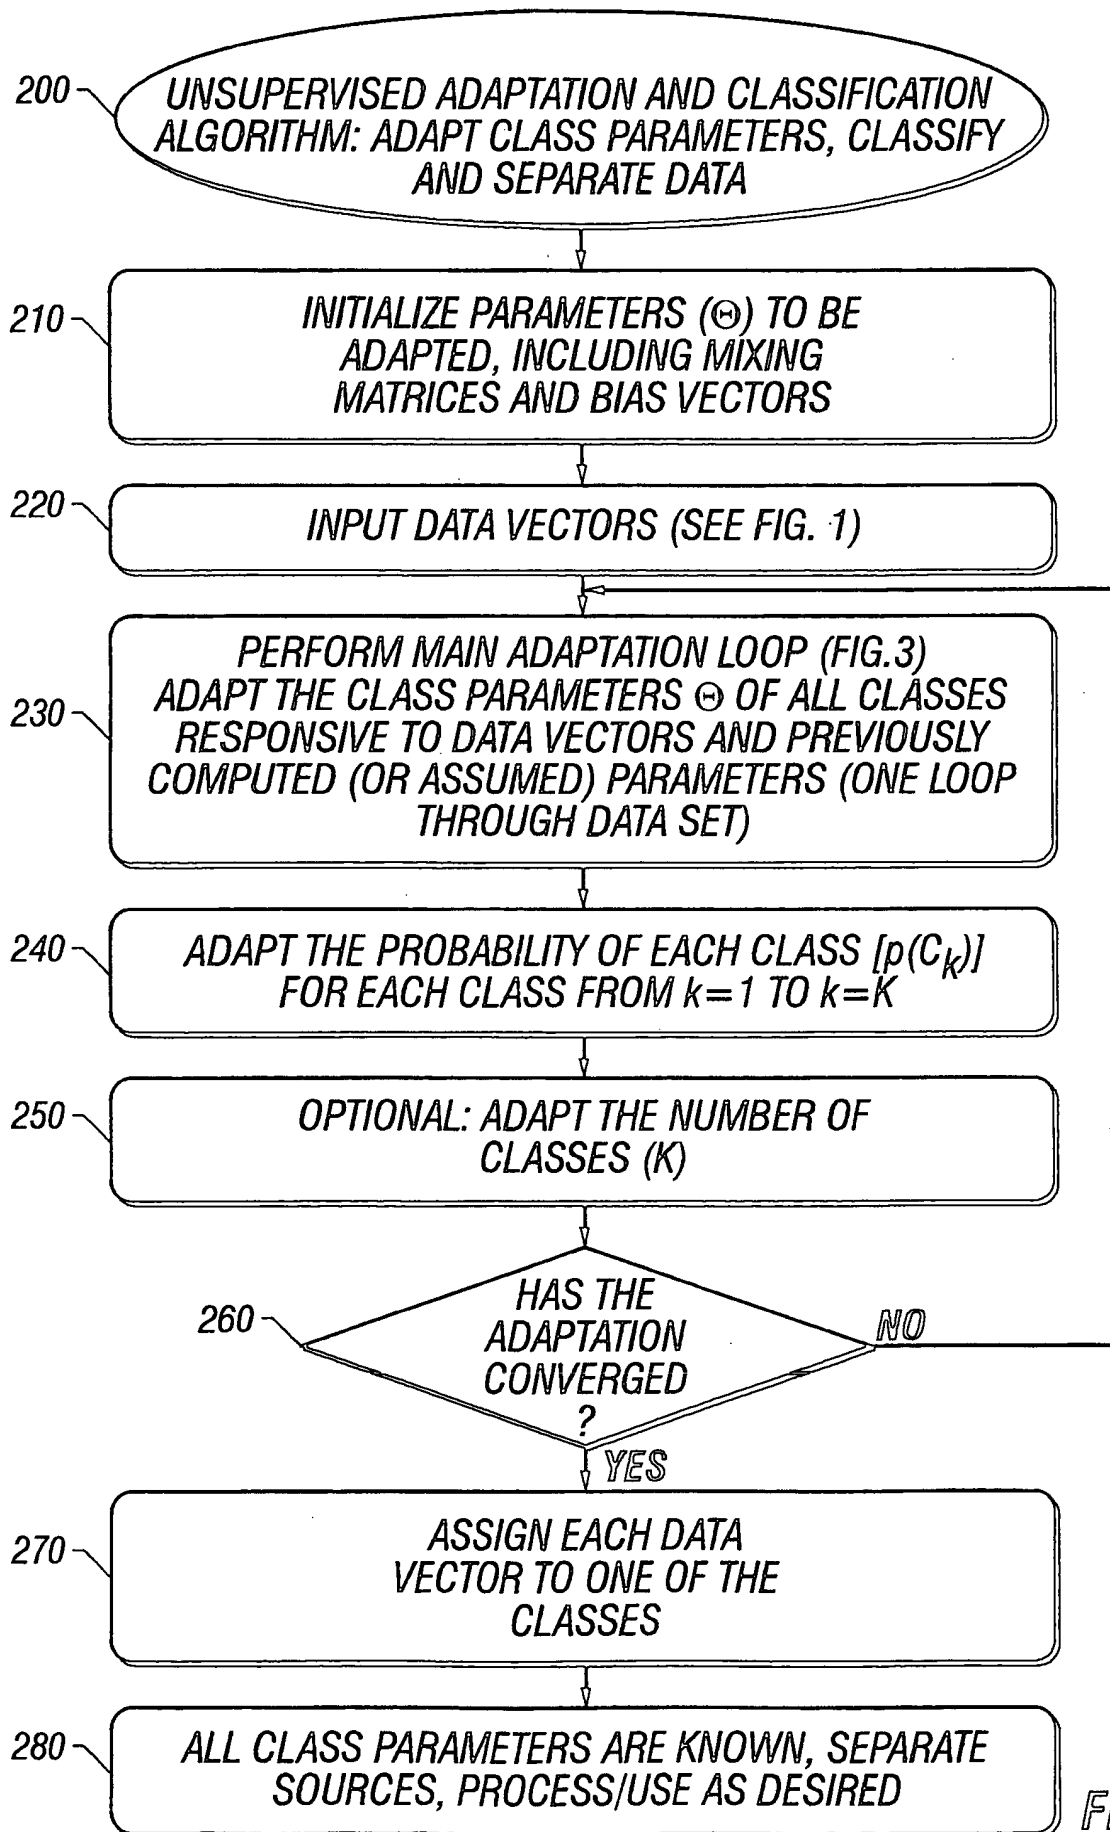 200
UNSUPERVISED ADAPTATION AND CLASSIFICATION
ALGORITHM: ADAPT CLASS PARAMETERS, CLASSIFY
AND SEPARATE DATA
210
INITIALIZE PARAMETERS (Θ) TO BE
ADAPTED, INCLUDING MIXING
MATRICES AND BIAS VECTORS
220
INPUT DATA VECTORS (SEE FIG. 1)
230
PERFORM MAIN ADAPTATION LOOP (FIG.3)
ADAPT THE CLASS PARAMETERS Θ OF ALL CLASSES
RESPONSIVE TO DATA VECTORS AND PREVIOUSLY
COMPUTED (OR ASSUMED) PARAMETERS (ONE LOOP
THROUGH DATA SET)
240
ADAPT THE PROBABILITY OF EACH CLASS [p(Ck)]
FOR EACH CLASS FROM k=1 TO k=K
250
OPTIONAL: ADAPT THE NUMBER OF
CLASSES (K)
260
HAS THE
ADAPTATION
CONVERGED
?
NO
YES
270
ASSIGN EACH DATA
VECTOR TO ONE OF THE
CLASSES
280
ALL CLASS PARAMETERS ARE KNOWN, SEPARATE
SOURCES, PROCESS/USE AS DESIRED